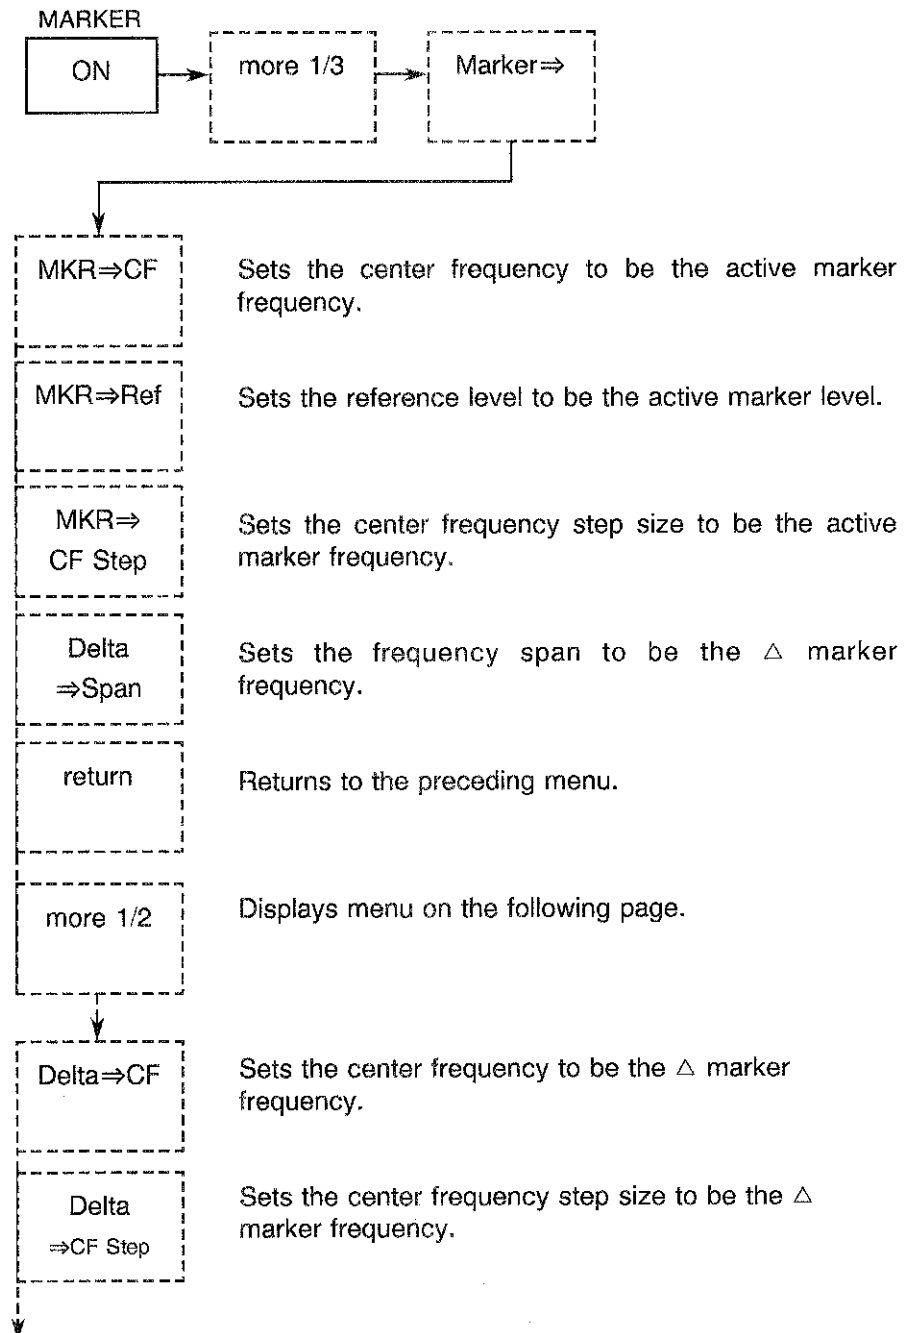 MARKER
ON
more 1/3
Marker⇒
MKR⇒CF
Sets the center frequency to be the active marker
frequency.
MKR⇒Ref
Sets the reference level to be the active marker level.
MKR⇒
CF Step
Sets the center frequency step size to be the active
marker frequency.
Delta
⇒Span
Sets the frequency span to be the △ marker
frequency.
return
Returns to the preceding menu.
more 1/2
Displays menu on the following page.
Delta⇒CF
Sets the center frequency to be the △ marker
frequency.
Delta
⇒CF Step
Sets the center frequency step size to be the △
marker frequency.